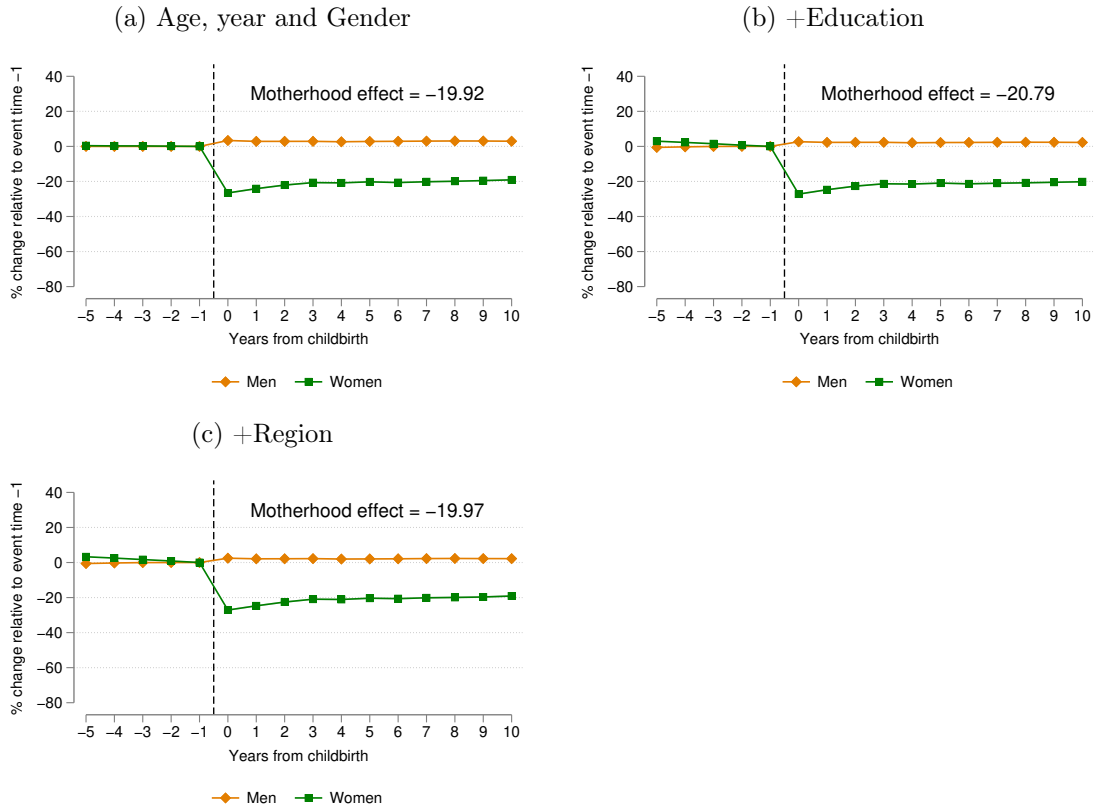 (a) Age, year and Gender
% change relative to event time −1
40
20
0
−20
−40
−60
−80
Motherhood effect = −19.92
−5 −4 −3 −2 −1 0 1 2 3 4 5 6 7 8 9 10
Years from childbirth
Men Women
(b) +Education
% change relative to event time −1
40
20
0
−20
−40
−60
−80
Motherhood effect = −20.79
−5 −4 −3 −2 −1 0 1 2 3 4 5 6 7 8 9 10
Years from childbirth
Men Women
(c) +Region
% change relative to event time −1
40
20
0
−20
−40
−60
−80
Motherhood effect = −19.97
−5 −4 −3 −2 −1 0 1 2 3 4 5 6 7 8 9 10
Years from childbirth
Men Women